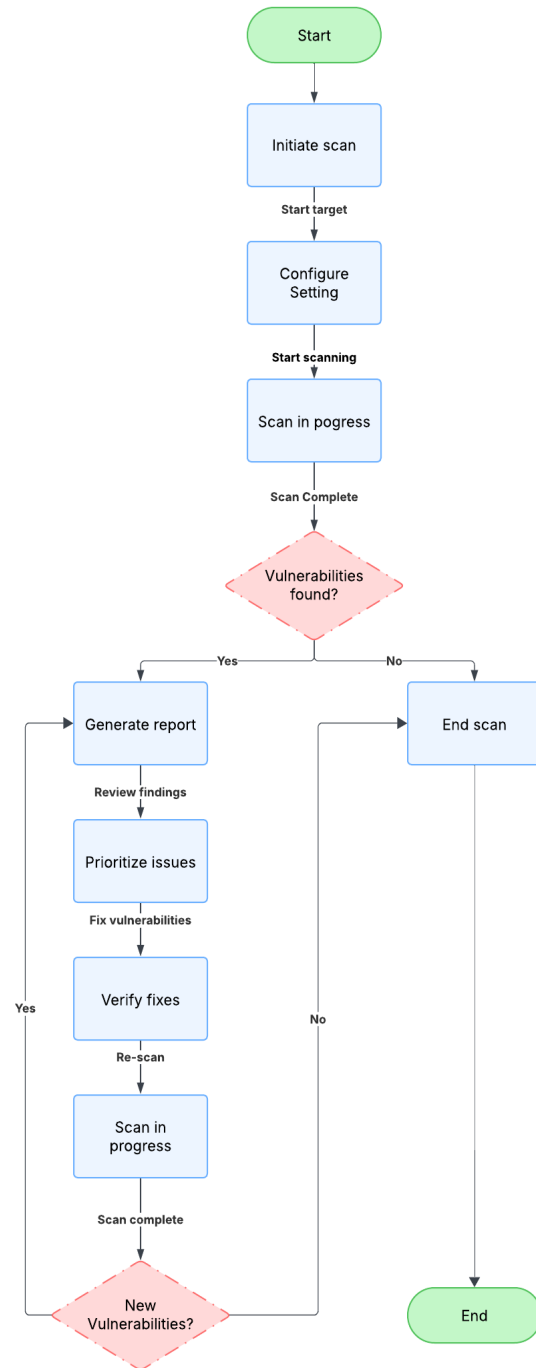 Start
Initiate scan
Start target
Configure
Setting
Start scanning
Scan in pogress
Scan Complete
Vulnerabilities
found?
Yes
No
Generate report
End scan
Review findings
Prioritize issues
Fix vulnerabilities
Verify fixes
Yes
No
Re-scan
Scan in
progress
Scan complete
New
Vulnerabilities?
End